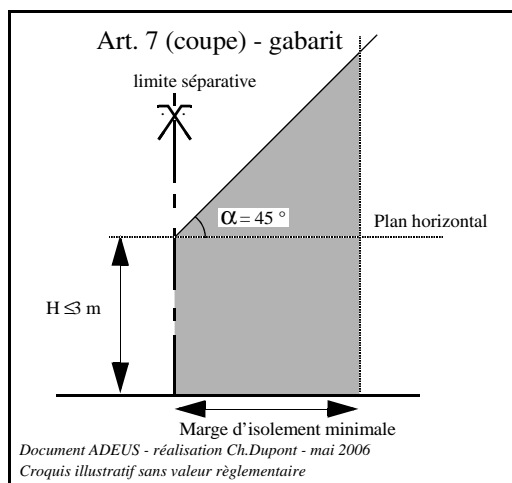 Art. 7 (coupe) - gabarit
limite séparative
α = 45 °
Plan horizontal
H ≤3 m
Marge d'isolement minimale
Document ADEUS - réalisation Ch.Dupont - mai 2006
Croquis illustratif sans valeur règlementaire